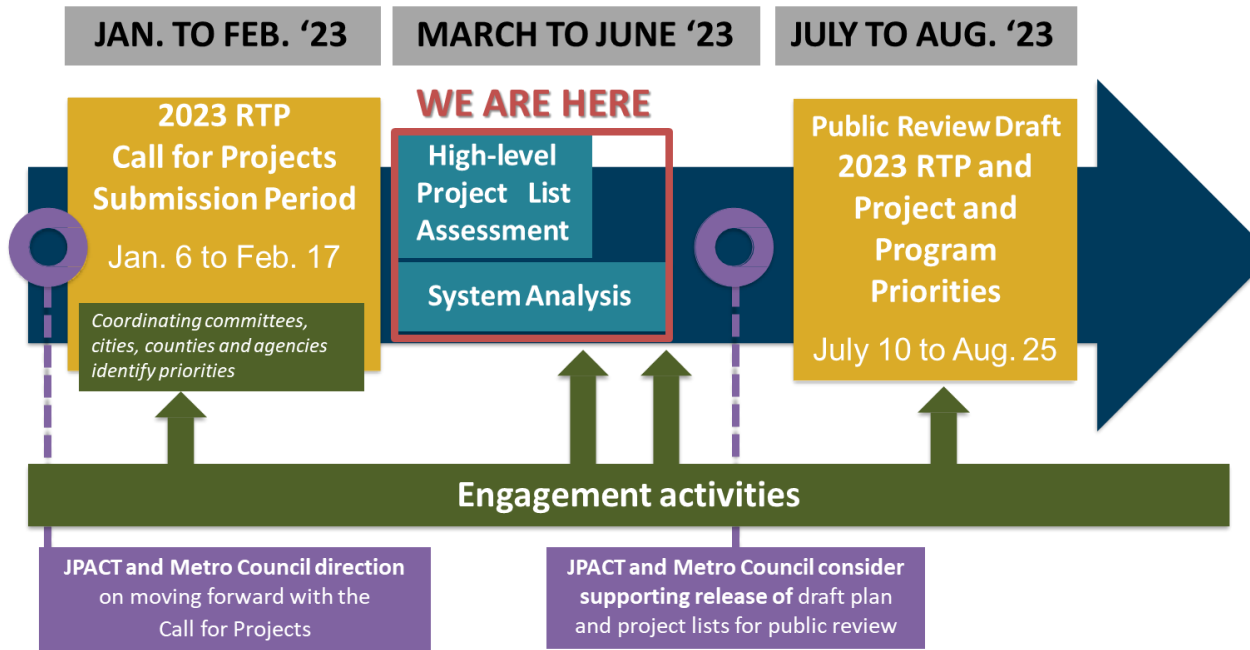 JAN. TO FEB. ‘23
MARCH TO JUNE ‘23
JULY TO AUG. ‘23
2023 RTP
Call for Projects
Submission Period
Jan. 6 to Feb. 17
Coordinating committees,
cities, counties and agencies
identify priorities
WE ARE HERE
High-level
Project List
Assessment
System Analysis
Public Review Draft
2023 RTP and
Project and
Program
Priorities
July 10 to Aug. 25
Engagement activities
JPACT and Metro Council direction
on moving forward with the
Call for Projects
JPACT and Metro Council consider
supporting release of draft plan
and project lists for public review